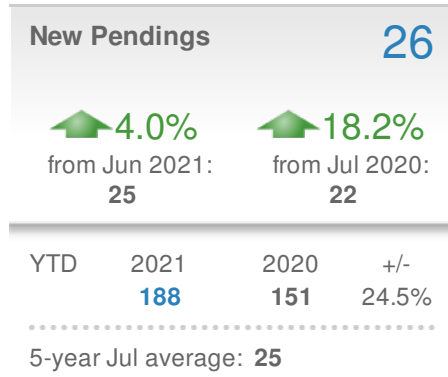 New Pendings 26
4.0% 18.2%
from Jun 2021: from Jul 2020:
25 22
YTD 2021 2020 +/-
188 151 24.5%
5-year Jul average: 25